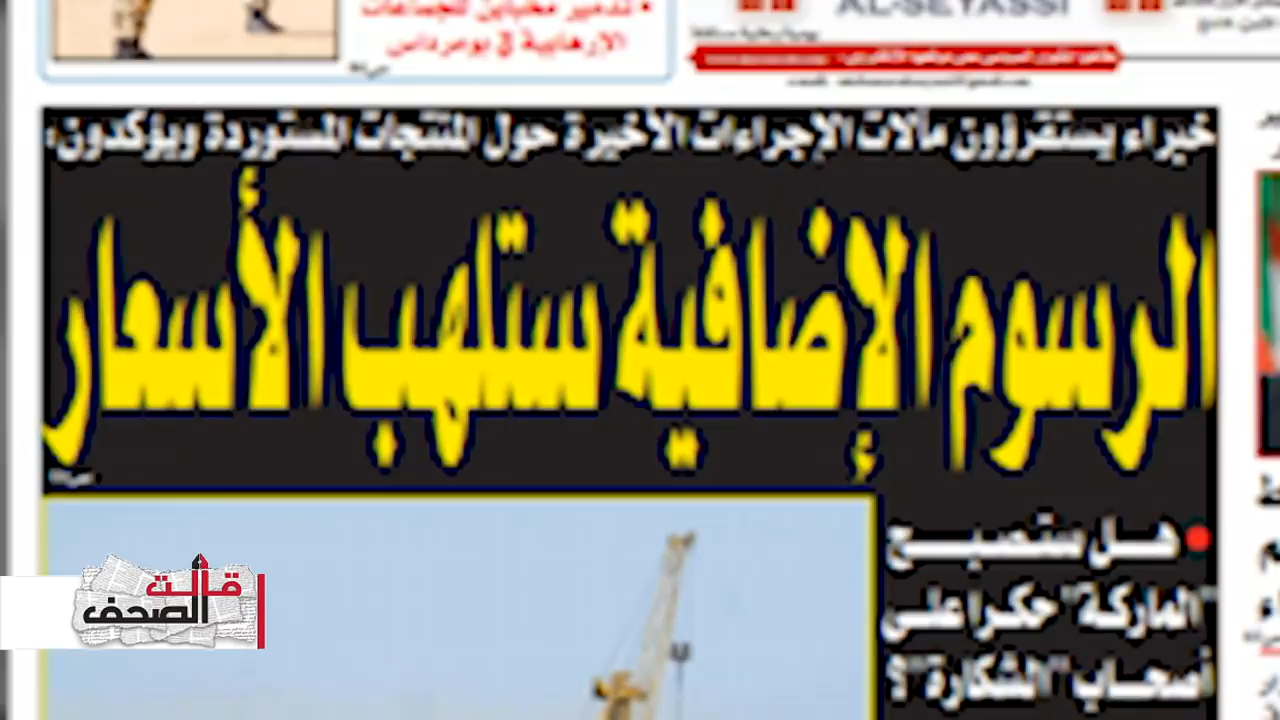 • تدمير مخبأين للجماعات
الإرهابية في بومرداس
AL-SEYASSI
خبراء يستقرؤون مآلات الإجراءات الأخيرة حول المنتجات المستوردة ويؤكدون:
الرسوم الإضافية ستلهب الأسعار
• هل ستصبح
"الماركة" حكرا على
أصحاب "الشكارة"؟
قالت
الصحف